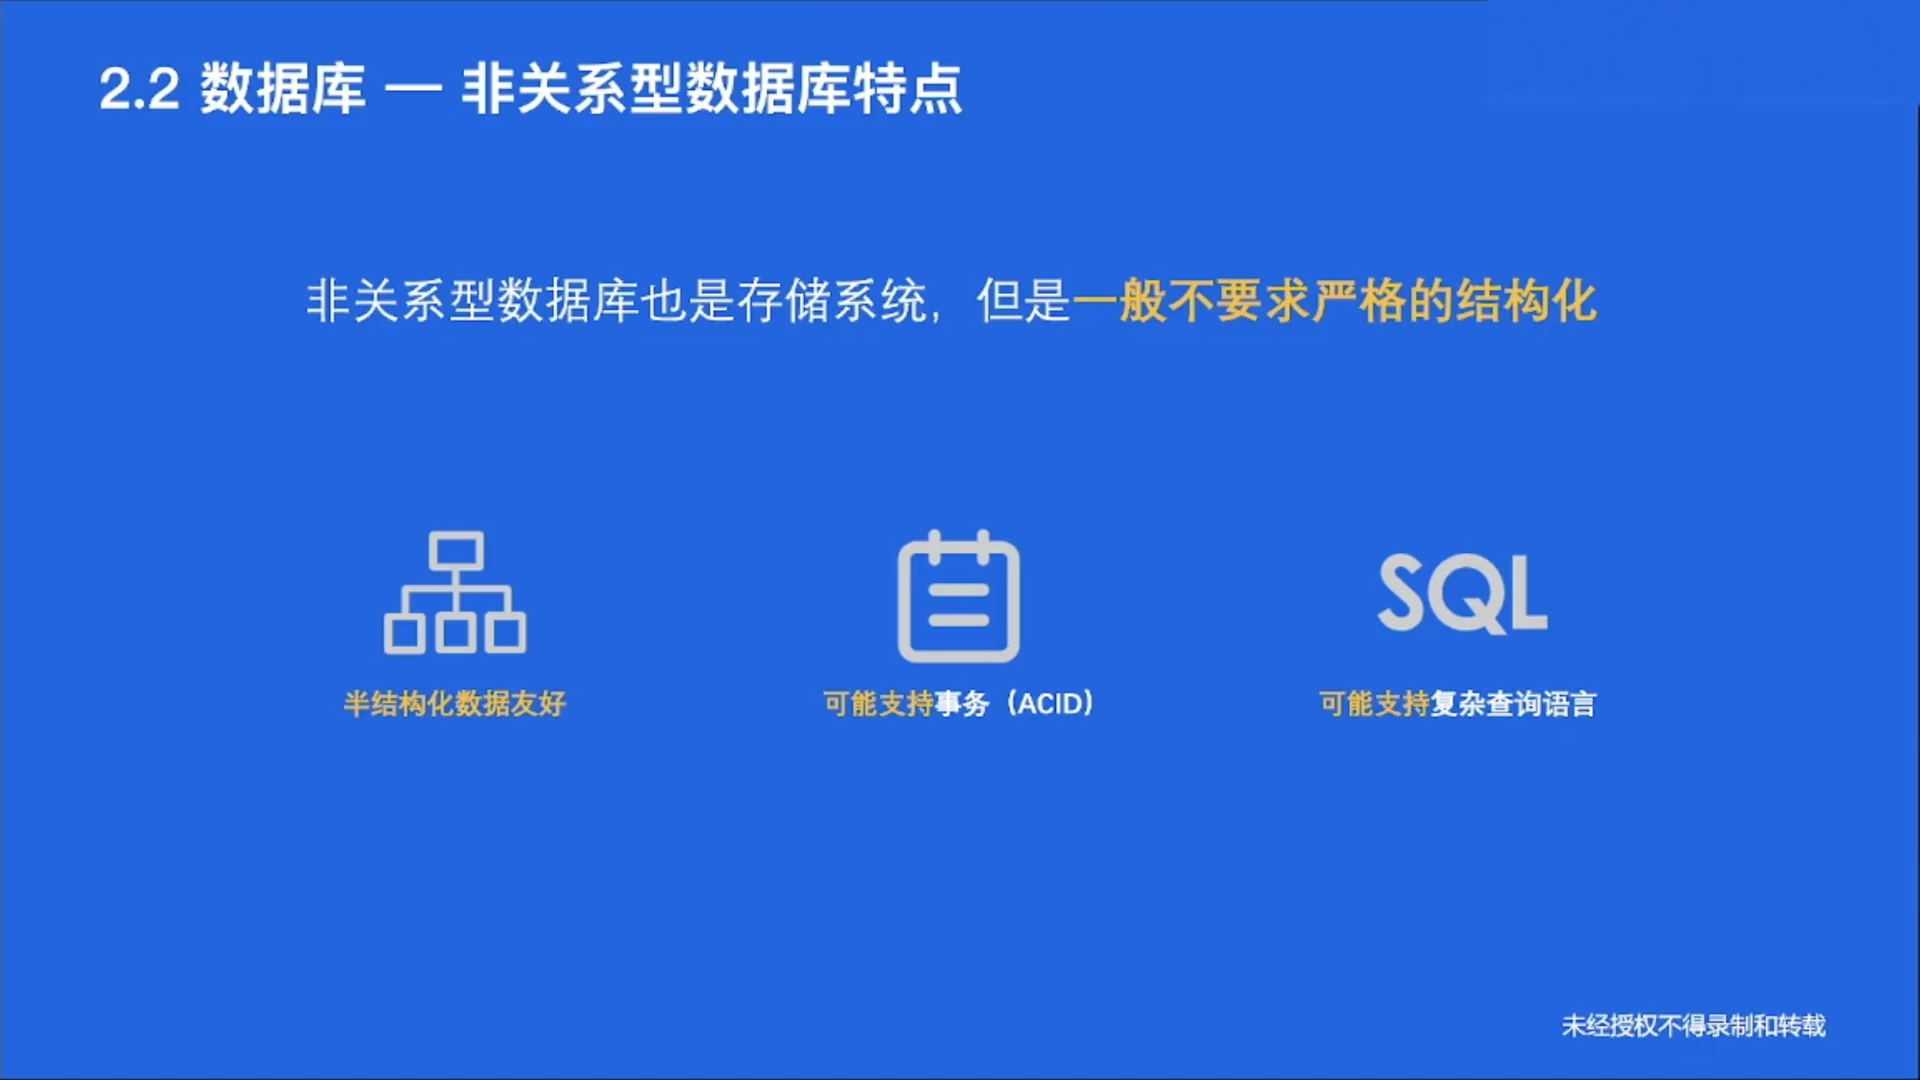 2.2 数据库 — 非关系型数据库特点
非关系型数据库也是存储系统，但是一般不要求严格的结构化
SQL
半结构化数据友好
可能支持事务（ACID）
可能支持复杂查询语言
未经授权不得录制和转载